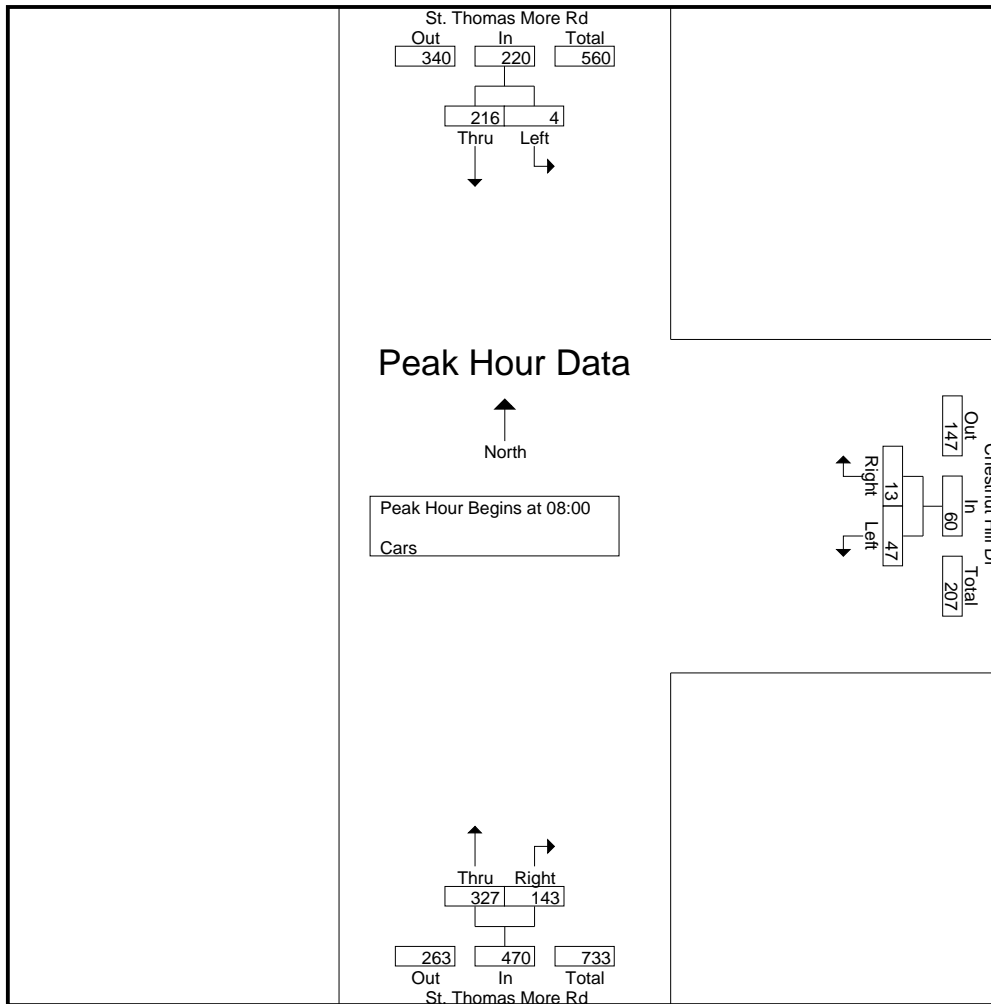 St. Thomas More Rd
Out In Total
340 220 560
216 4
Thru Left
Peak Hour Data
North
Peak Hour Begins at 08:00
Cars
Out In Total
147 60 207
Right Left
13 47
Thru Right
327 143
263 470 733
Out In Total
St. Thomas More Rd